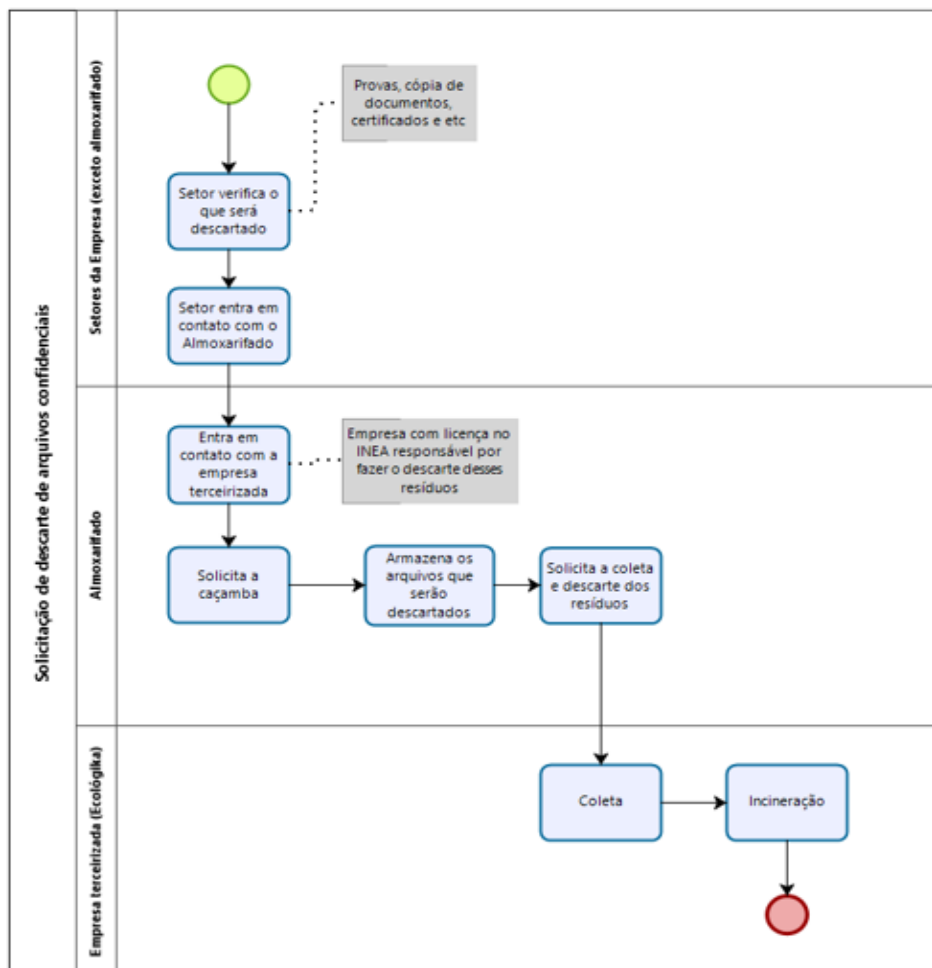 Solicitação de descarte de arquivos confidenciais
Setores da Empresa (exceto almoxarifado)
Provas, cópia de
documentos,
certificados e etc
Setor verifica o
que será
descartado
Setor entra em
contato com o
Almoxarifado
Almoxarifado
Entra em
contato com a
empresa
terceirizada
Empresa com licença no
INEA responsável por
fazer o descarte desses
resíduos
Solicita a
caçamba
Armazena os
arquivos que
serão
descartados
Solicita a coleta
e descarte dos
resíduos
Empresa terceirizada (Ecológika)
Coleta
Incineração